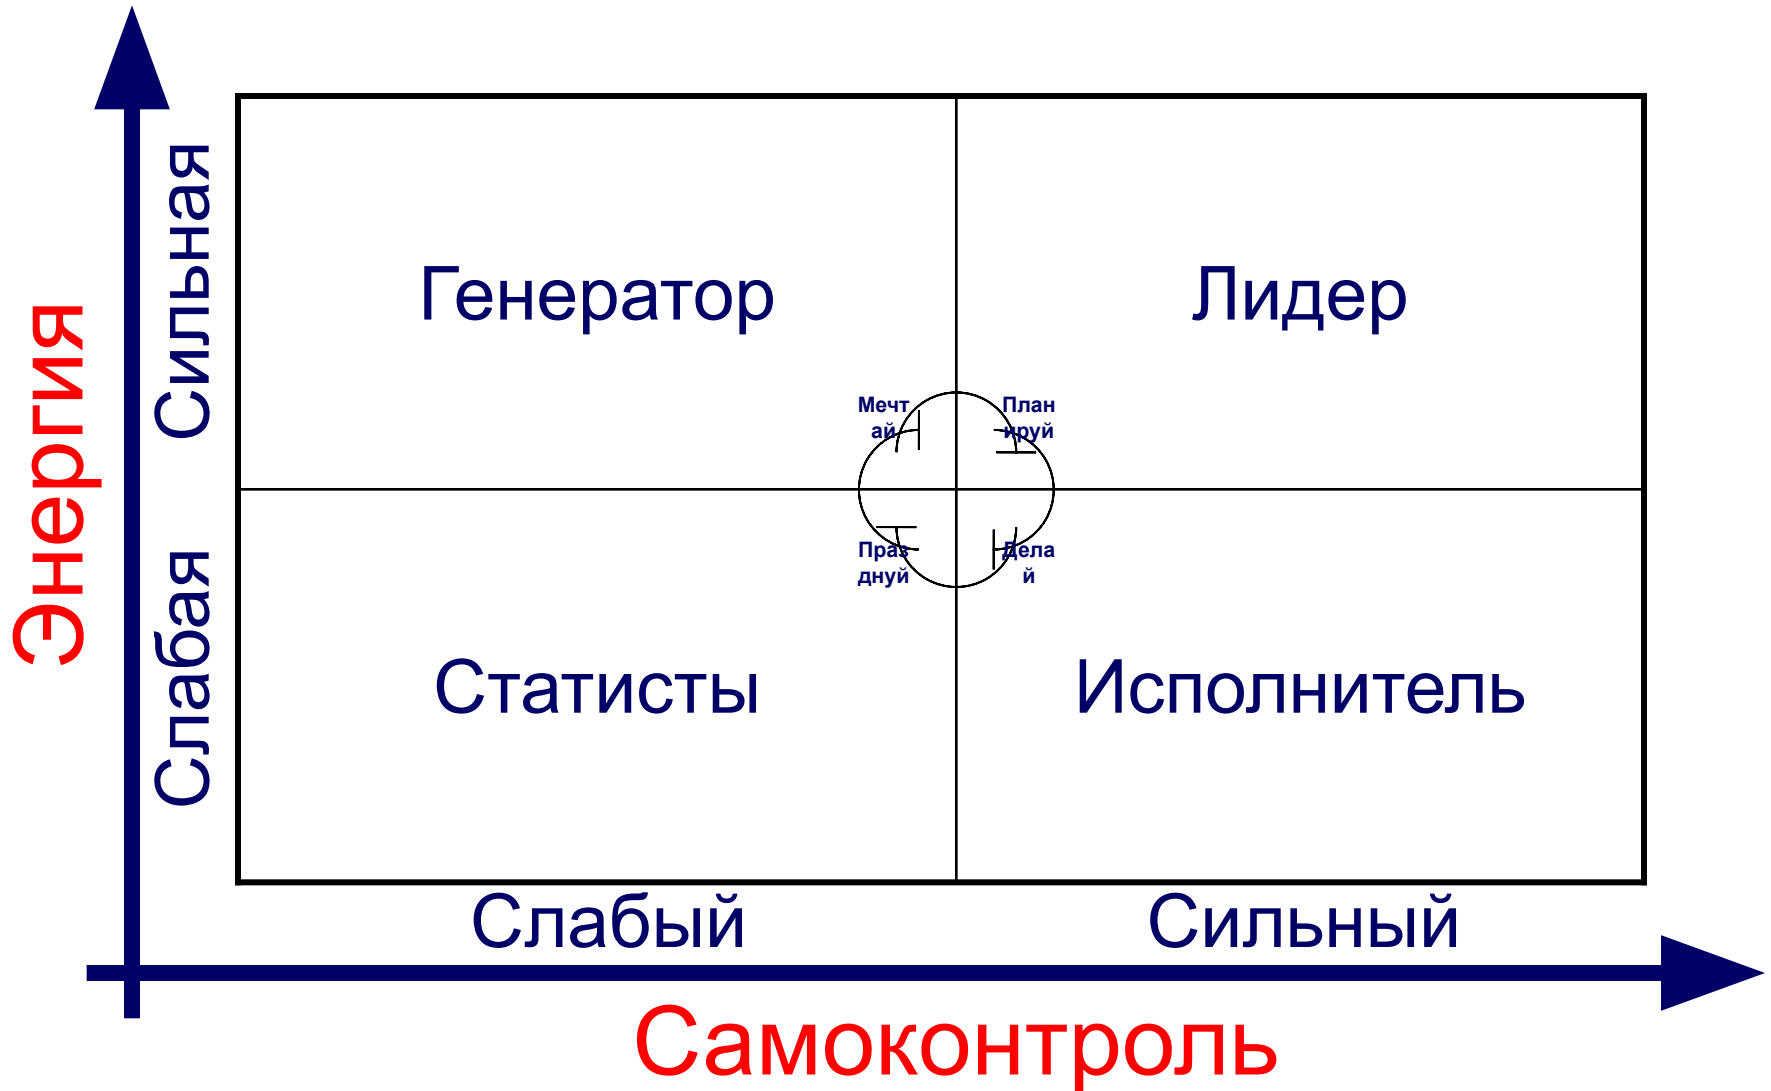 Энергия
Сильная
Слабая
Генератор
Лидер
Мечт
ай
План
ируй
Праз
днуй
Дела
й
Статисты
Исполнитель
Слабый
Сильный
Самоконтроль